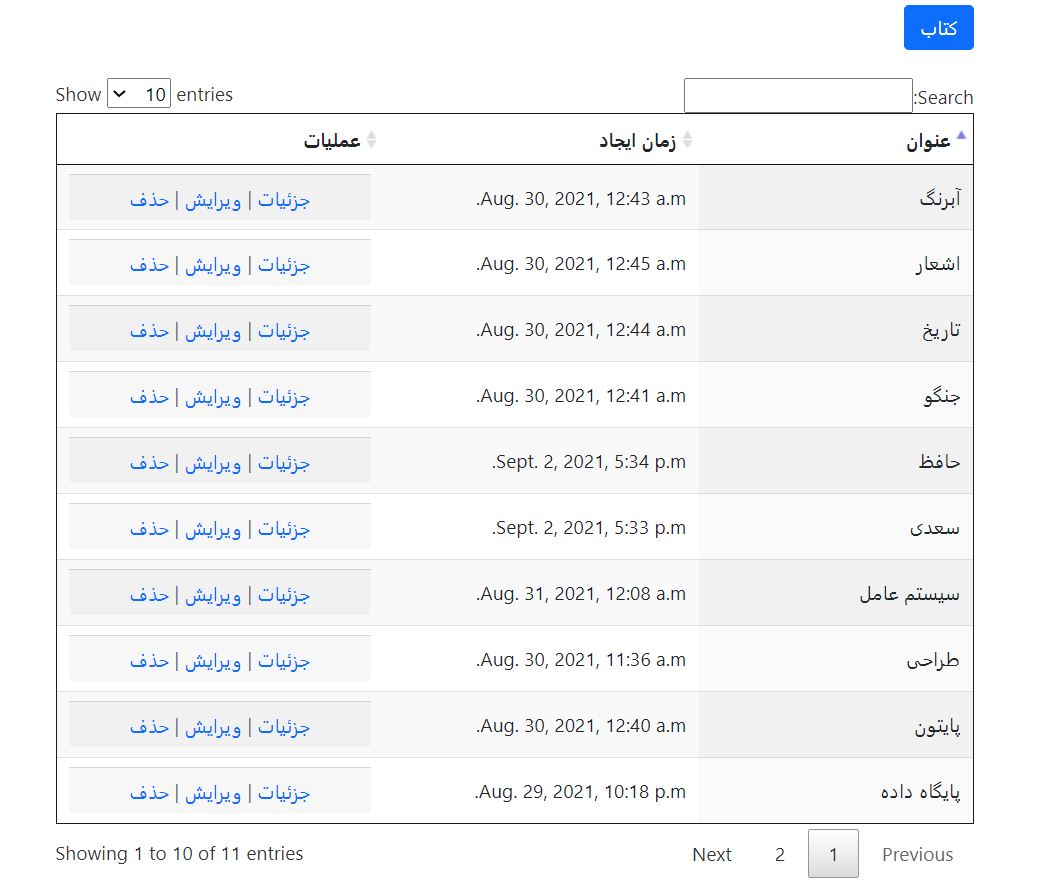 کتاب
Show 10 entries
Search:
عنوان زمان ایجاد عملیات
آبرنگ Aug. 30, 2021, 12:43 a.m. جزئیات | ویرایش | حذف
اشعار Aug. 30, 2021, 12:45 a.m. جزئیات | ویرایش | حذف
تاریخ Aug. 30, 2021, 12:44 a.m. جزئیات | ویرایش | حذف
جنگو Aug. 30, 2021, 12:41 a.m. جزئیات | ویرایش | حذف
حافظ Sept. 2, 2021, 5:34 p.m. جزئیات | ویرایش | حذف
سعدی Sept. 2, 2021, 5:33 p.m. جزئیات | ویرایش | حذف
سیستم عامل Aug. 31, 2021, 12:08 a.m. جزئیات | ویرایش | حذف
طراحی Aug. 30, 2021, 11:36 a.m. جزئیات | ویرایش | حذف
پایتون Aug. 30, 2021, 12:40 a.m. جزئیات | ویرایش | حذف
پایگاه داده Aug. 29, 2021, 10:18 p.m. جزئیات | ویرایش | حذف
Showing 1 to 10 of 11 entries
Previous 1 2 Next